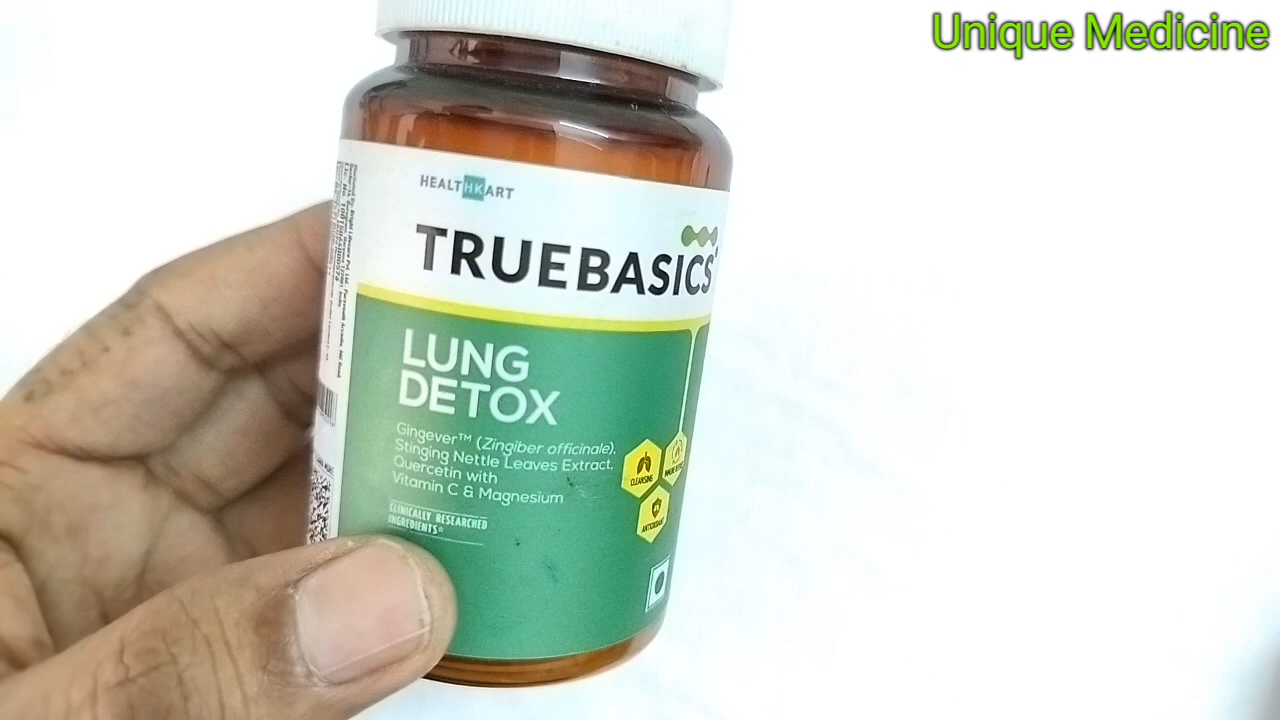 Unique Medicine
HEALTHKART
TRUEBASICS
LUNG
DETOX
Gingever™ (Zingiber officinale),
Stinging Nettle Leaves Extract,
Quercetin with
Vitamin C & Magnesium
CLINICALLY RESEARCHED
INGREDIENTS*
CLEANSING
ANTIOXIDANT